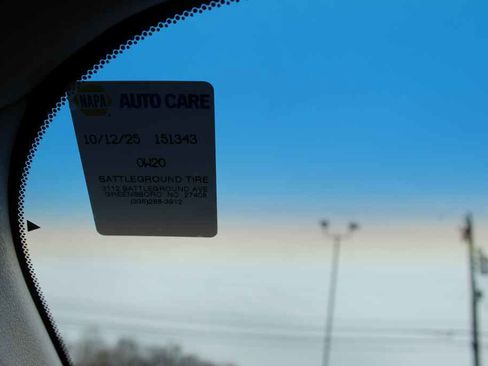 NAPA AUTO CARE
10/12/25 151343
0W20
BATTLEGROUND TIRE
3112 BATTLEGROUND AVE
GREENSBORO NC 27408
(336)288-3912